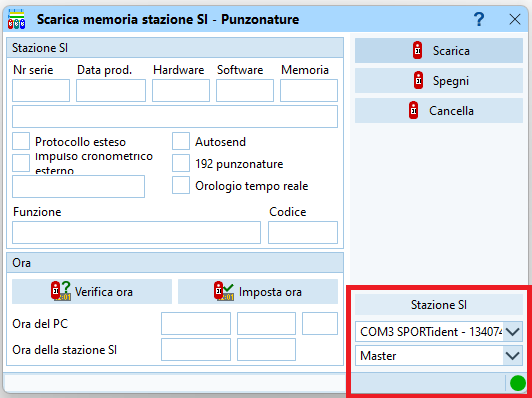 Scarica memoria stazione SI - Punzonature
?
Stazione SI
Nr serie Data prod. Hardware Software Memoria
Protocollo esteso Autosend
Impulso cronometrico esterno 192 punzonature
Orologio tempo reale
Funzione Codice
Ora
Verifica ora Imposta ora
Ora del PC
Ora della stazione SI
Scarica
Spegni
Cancella
Stazione SI
COM3 SPORTident - 134074
Master